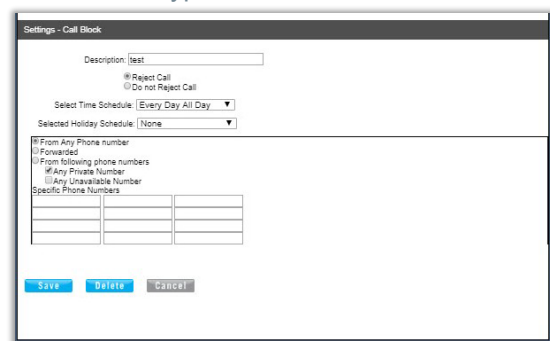 Settings - Call Block
Description: test
Reject Call
Do not Reject Call
Select Time Schedule: Every Day All Day
Selected Holiday Schedule: None
From Any Phone number
Forwarded
From following phone numbers
Any Private Number
Any Unavailable Number
Specific Phone Numbers
Save Delete Cancel